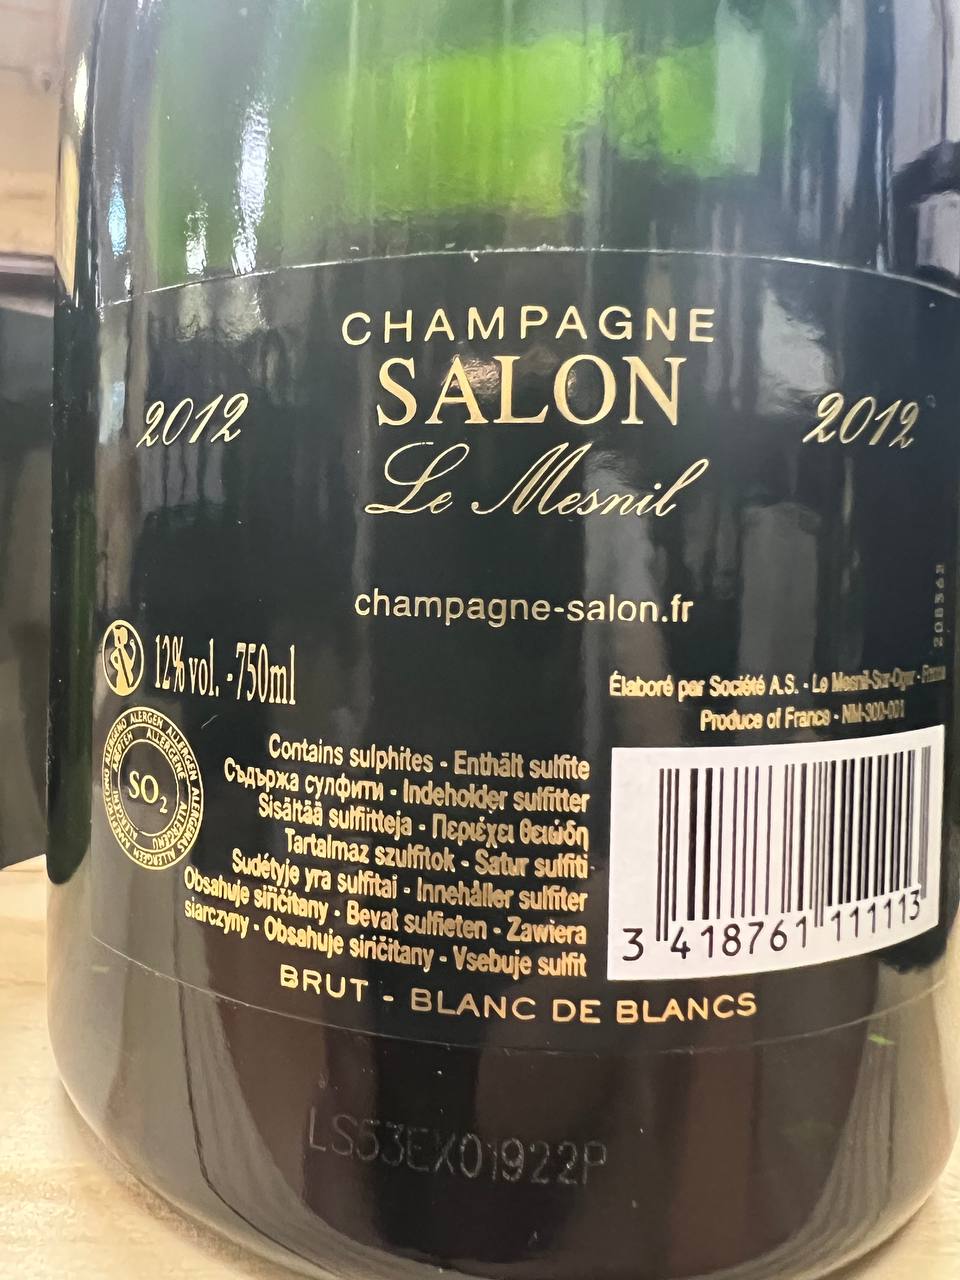 CHAMPAGNE
SALON
2012
2012
Le Mesnil
champagne-salon.fr
12% vol. - 750ml
Élaboré par Société A.S. - Le Mesnil-Sur-Oger - France
Produce of France - NM-300-001
SO2
ALLERGEN
Contains sulphites - Enthält sulfite
Съдържа сулфити - Indeholder sulfitter
Sisältää sulfiitteja - Περιέχει θειώδη
Tartalmaz szulfitok - Satur sulfiti
Sudėtyje yra sulfitai - Innehåller sulfiter
Obsahuje siřičitany - Bevat sulfieten - Zawiera
siarczyny - Obsahuje siričitany - Vsebuje sulfit
3 418761 111113
BRUT - BLANC DE BLANCS
LS53EX01922P